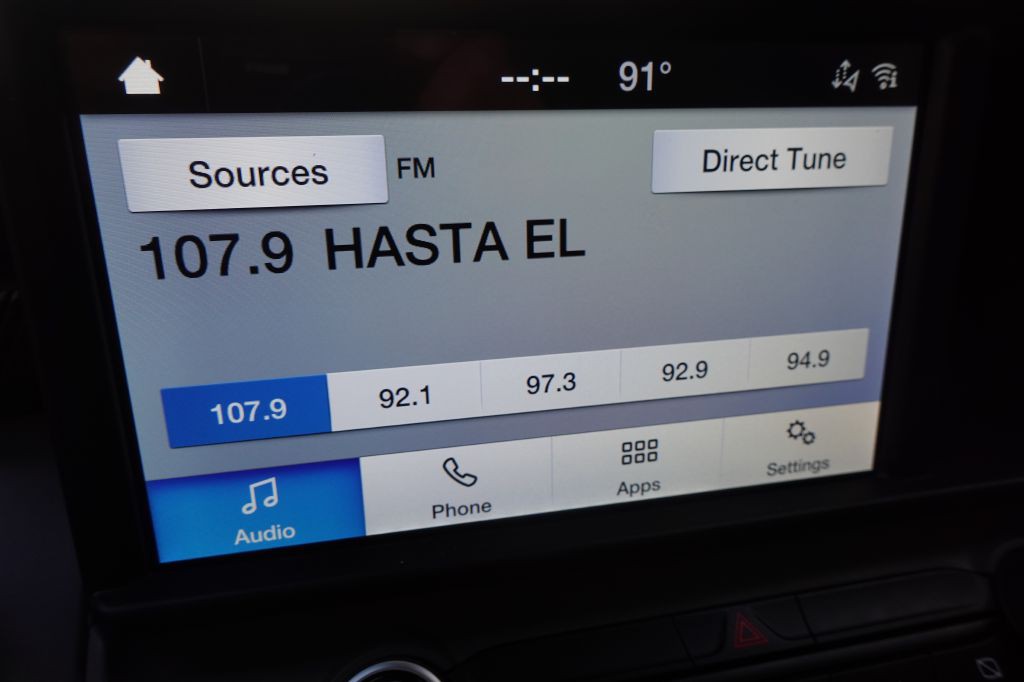 --:-- 91°
Sources FM Direct Tune
107.9 HASTA EL
107.9 92.1 97.3 92.9 94.9
Audio Phone Apps Settings